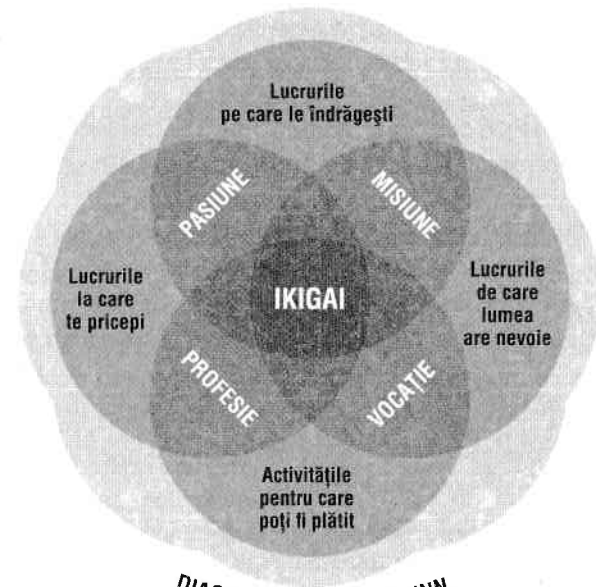 Lucrurile
pe care le îndrăgești
PASIUNE
MISIUNE
Lucrurile
la care
te pricepi
IKIGAI
Lucrurile
de care
lumea
are nevoie
PROFESIE
VOCAȚIE
Activitățile
pentru care
poți fi plătit